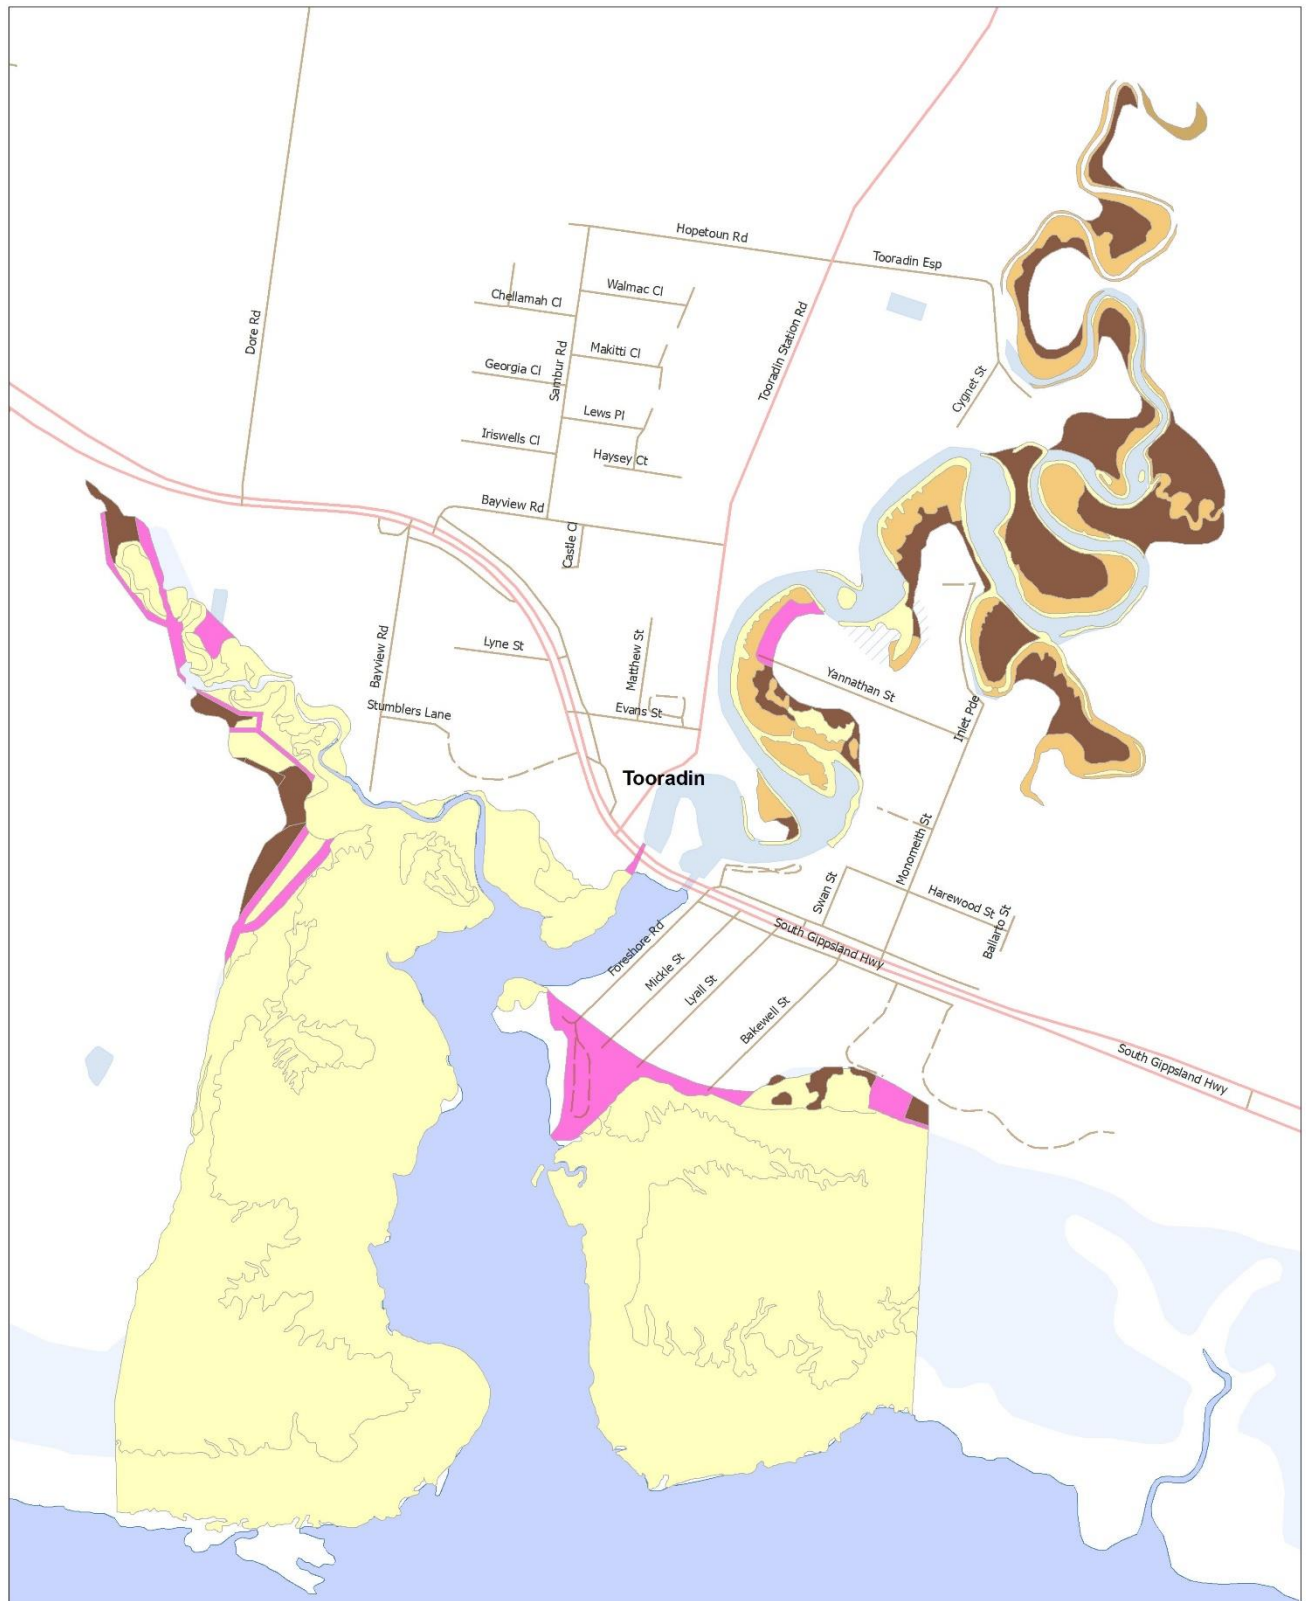 Hopetoun Rd
Tooradin Esp
Chellamah Cl
Walmac Cl
Dore Rd
Sambur Rd
Makitti Cl
Tooradin Station Rd
Georgia Cl
Cygnet St
Lews Pl
Iriswells Cl
Haysey Ct
Bayview Rd
Castle Cl
Bayview Rd
Lyne St
Matthew St
Yannathan St
Stumblers Lane
Evans St
Inlet Pde
Tooradin
Monomeith St
Swan St
Harewood St
Ballarto St
Foreshore Rd
South Gippsland Hwy
Mickle St
Lyall St
Bakewell St
South Gippsland Hwy